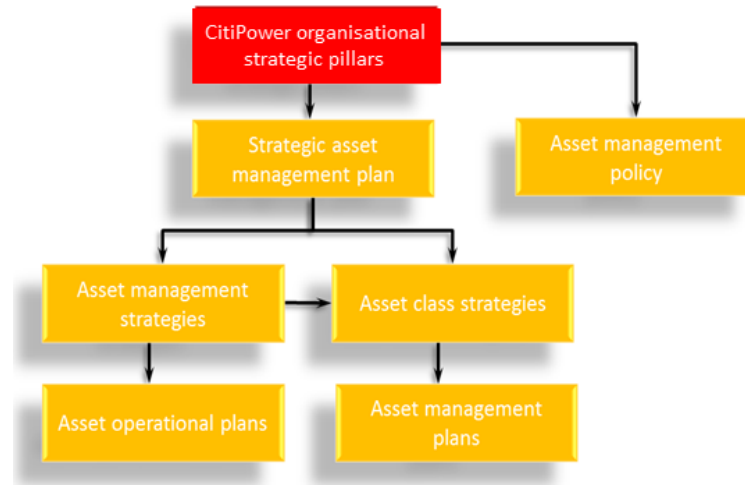 CitiPower organisational
strategic pillars
Strategic asset
management plan
Asset management
policy
Asset management
strategies
Asset class strategies
Asset operational plans
Asset management
plans